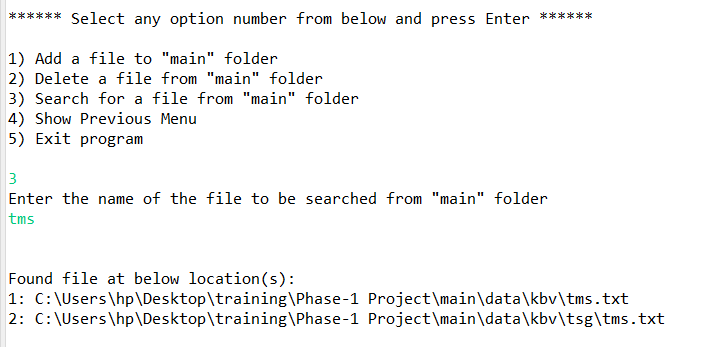 ****** Select any option number from below and press Enter ******
1) Add a file to "main" folder
2) Delete a file from "main" folder
3) Search for a file from "main" folder
4) Show Previous Menu
5) Exit program
3
Enter the name of the file to be searched from "main" folder
tms
Found file at below location(s):
1: C:\Users\hp\Desktop\training\Phase-1 Project\main\data\kbv\tms.txt
2: C:\Users\hp\Desktop\training\Phase-1 Project\main\data\kbv\tsg\tms.txt